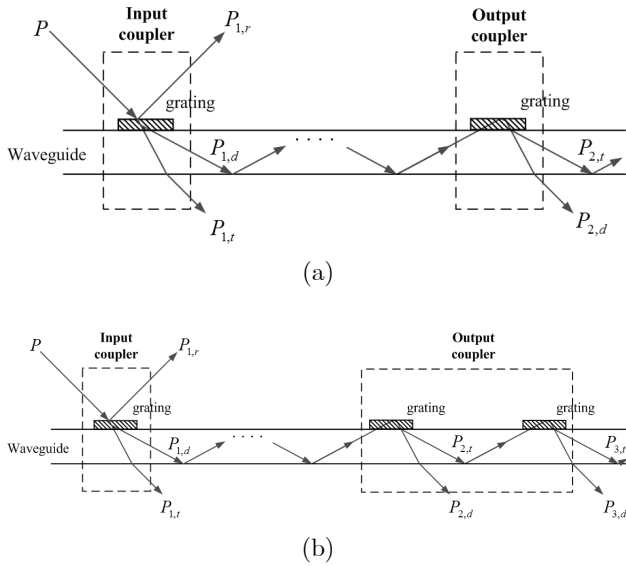 Input
coupler
Output
coupler
P
P1,r
grating
grating
Waveguide
P1,d
. . . .
P2,t
P1,t
P2,d
(a)
Input
coupler
Output
coupler
P
P1,r
grating
grating
grating
Waveguide
P1,d
. . . .
P2,t
P3,t
P1,t
P2,d
P3,d
(b)